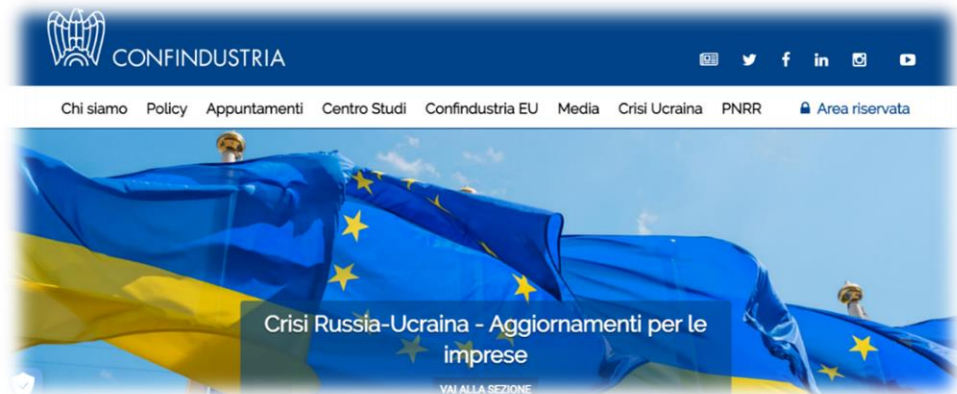 CONFINDUSTRIA
Chi siamo Policy Appuntamenti Centro Studi Confindustria EU Media Crisi Ucraina PNRR Area riservata
Crisi Russia-Ucraina - Aggiornamenti per le
imprese
VAI ALLA SEZIONE